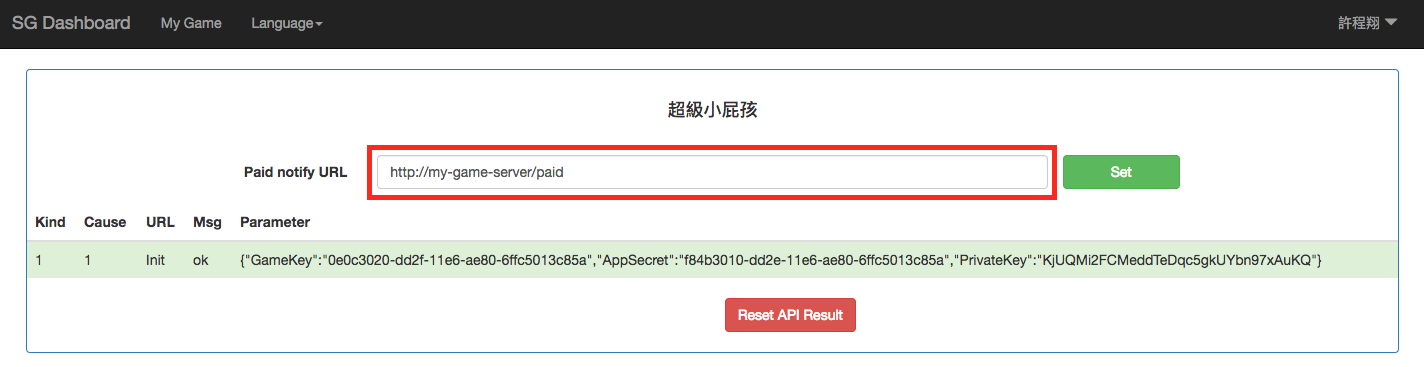 SG Dashboard My Game Language 許程翔
超級小屁孩
Paid notify URL http://my-game-server/paid Set
Kind Cause URL Msg Parameter
1 1 Init ok {"GameKey":"0e0c3020-dd2f-11e6-ae80-6ffc5013c85a","AppSecret":"f84b3010-dd2e-11e6-ae80-6ffc5013c85a","PrivateKey":"KjUQMi2FCMeddTeDqc5gkUYbn97xAuKQ"}
Reset API Result